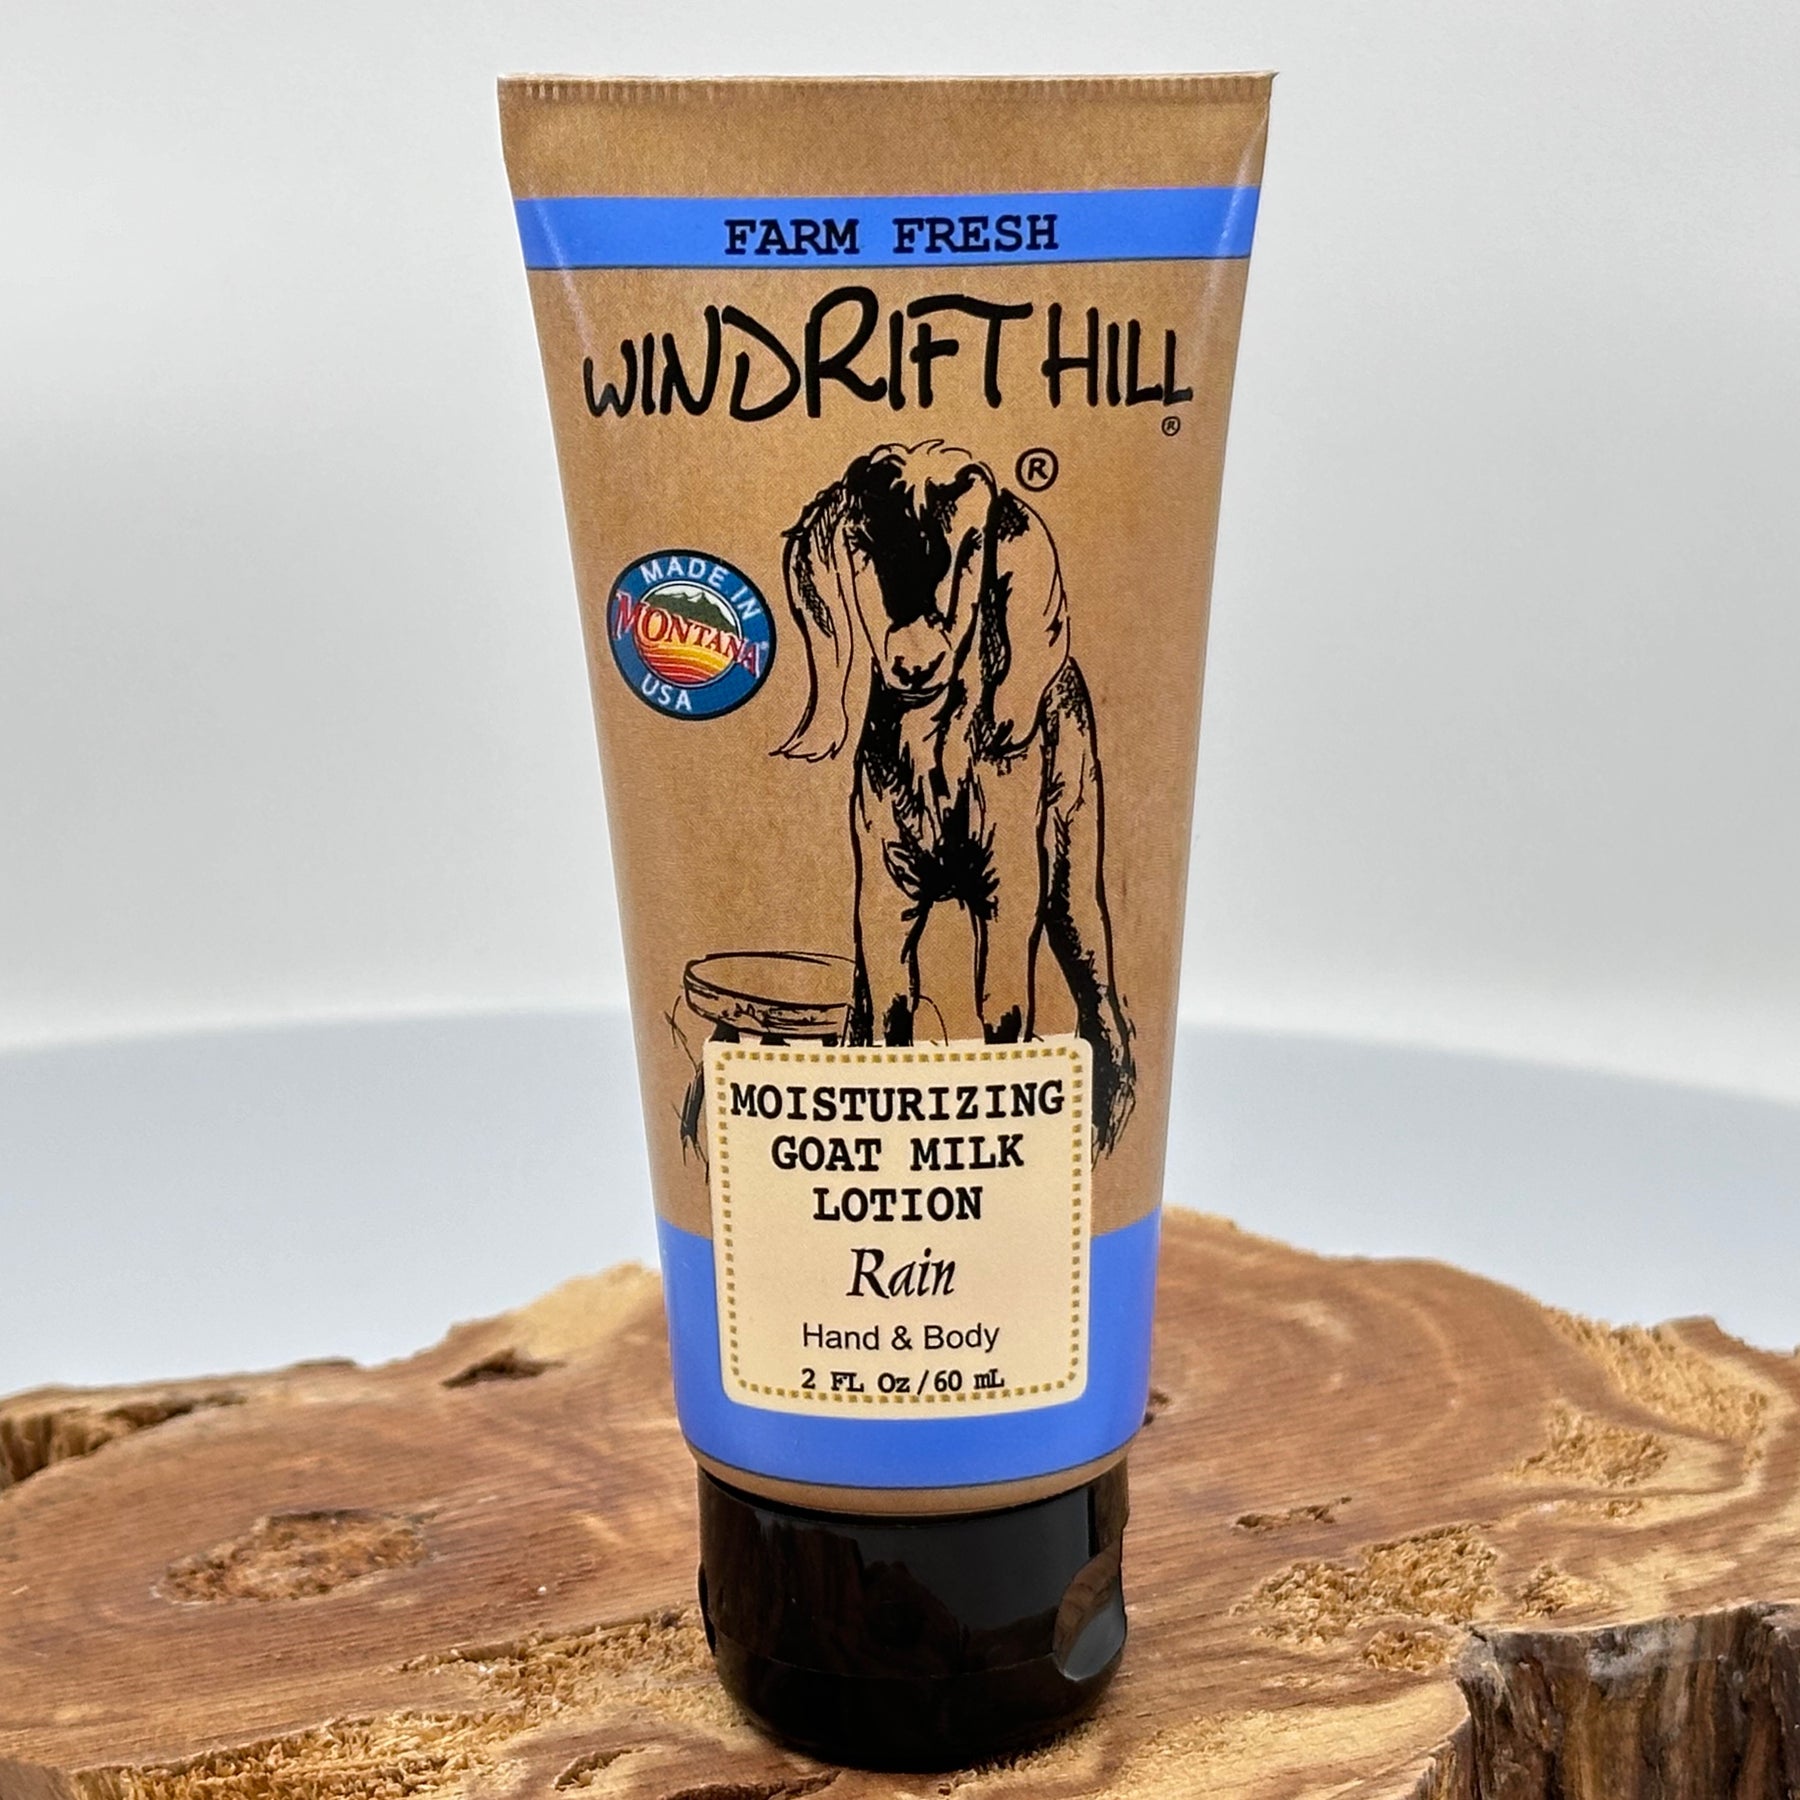 FARM FRESH
WINDRIFT HILL
®
®
MADE IN
MONTANA
USA
MOISTURIZING
GOAT MILK
LOTION
Rain
Hand & Body
2 FL Oz/60 mL